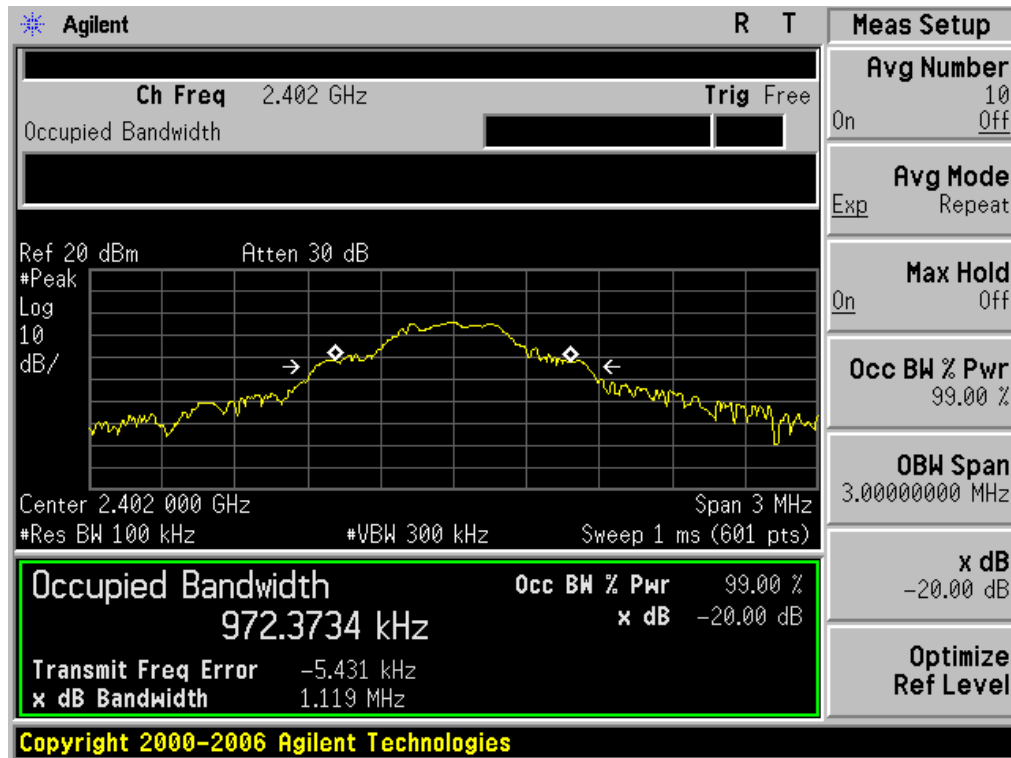 Agilent R T
Ch Freq 2.402 GHz Trig Free
Occupied Bandwidth
Ref 20 dBm Atten 30 dB
#Peak
Log
10
dB/
Center 2.402 000 GHz Span 3 MHz
#Res BW 100 kHz #VBW 300 kHz Sweep 1 ms (601 pts)
Occupied Bandwidth
972.3734 kHz
Occ BW % Pwr 99.00 %
x dB -20.00 dB
Transmit Freq Error -5.431 kHz
x dB Bandwidth 1.119 MHz
Meas Setup
Avg Number
10
On Off
Avg Mode
Exp Repeat
Max Hold
On Off
Occ BW % Pwr
99.00 %
OBW Span
3.00000000 MHz
x dB
-20.00 dB
Optimize
Ref Level
Copyright 2000-2006 Agilent Technologies